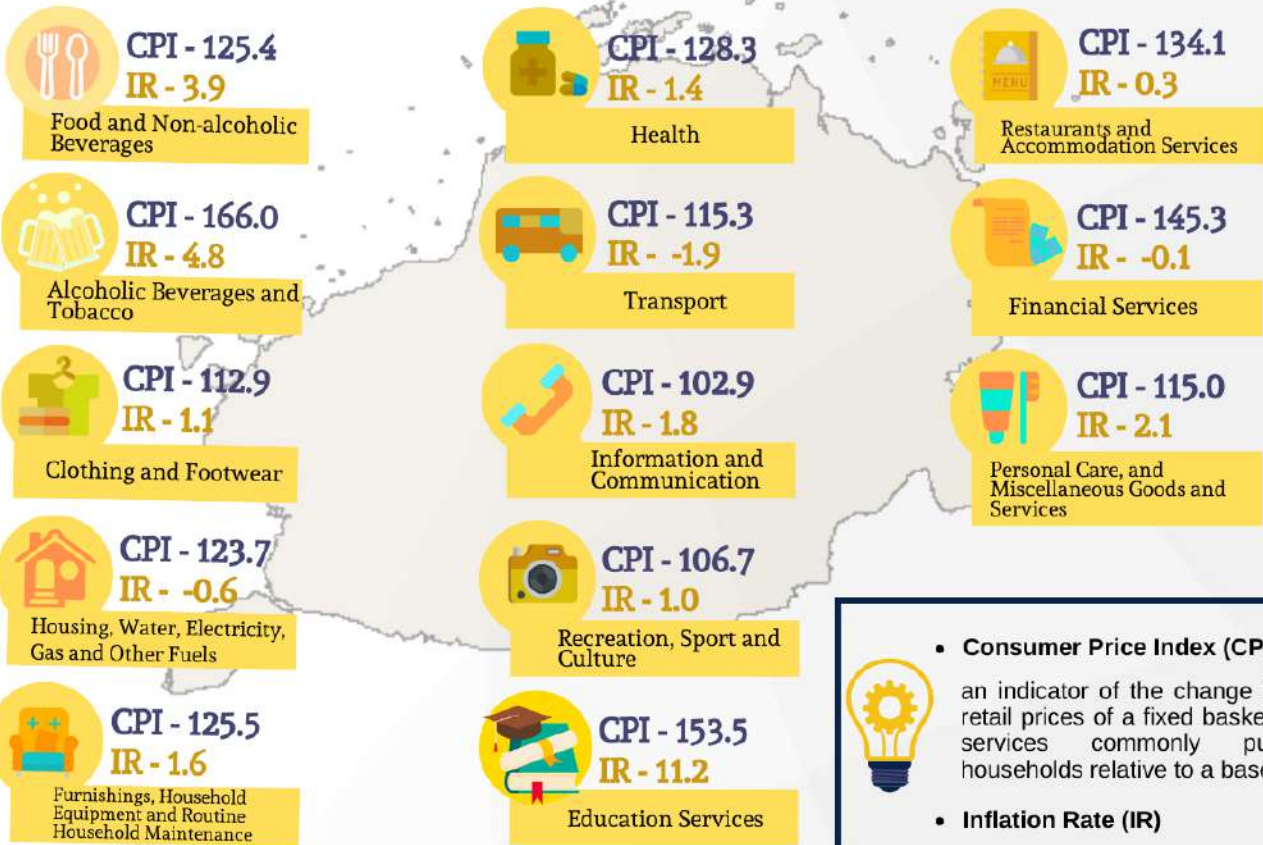 CPI - 125.4
IR - 3.9
Food and Non-alcoholic
Beverages
CPI - 166.0
IR - 4.8
Alcoholic Beverages and
Tobacco
CPI - 112.9
IR - 1.1
Clothing and Footwear
CPI - 123.7
IR - -0.6
Housing, Water, Electricity,
Gas and Other Fuels
CPI - 125.5
IR - 1.6
Furnishings, Household
Equipment and Routine
Household Maintenance
CPI - 128.3
IR - 1.4
Health
CPI - 115.3
IR - -1.9
Transport
CPI - 102.9
IR - 1.8
Information and
Communication
CPI - 106.7
IR - 1.0
Recreation, Sport and
Culture
CPI - 153.5
IR - 11.2
Education Services
MENU
CPI - 134.1
IR - 0.3
Restaurants and
Accommodation Services
CPI - 145.3
IR - -0.1
Financial Services
CPI - 115.0
IR - 2.1
Personal Care, and
Miscellaneous Goods and
Services
• Consumer Price Index (CP
an indicator of the change
retail prices of a fixed
services commonly
households relative to a
• Inflation Rate (IR)